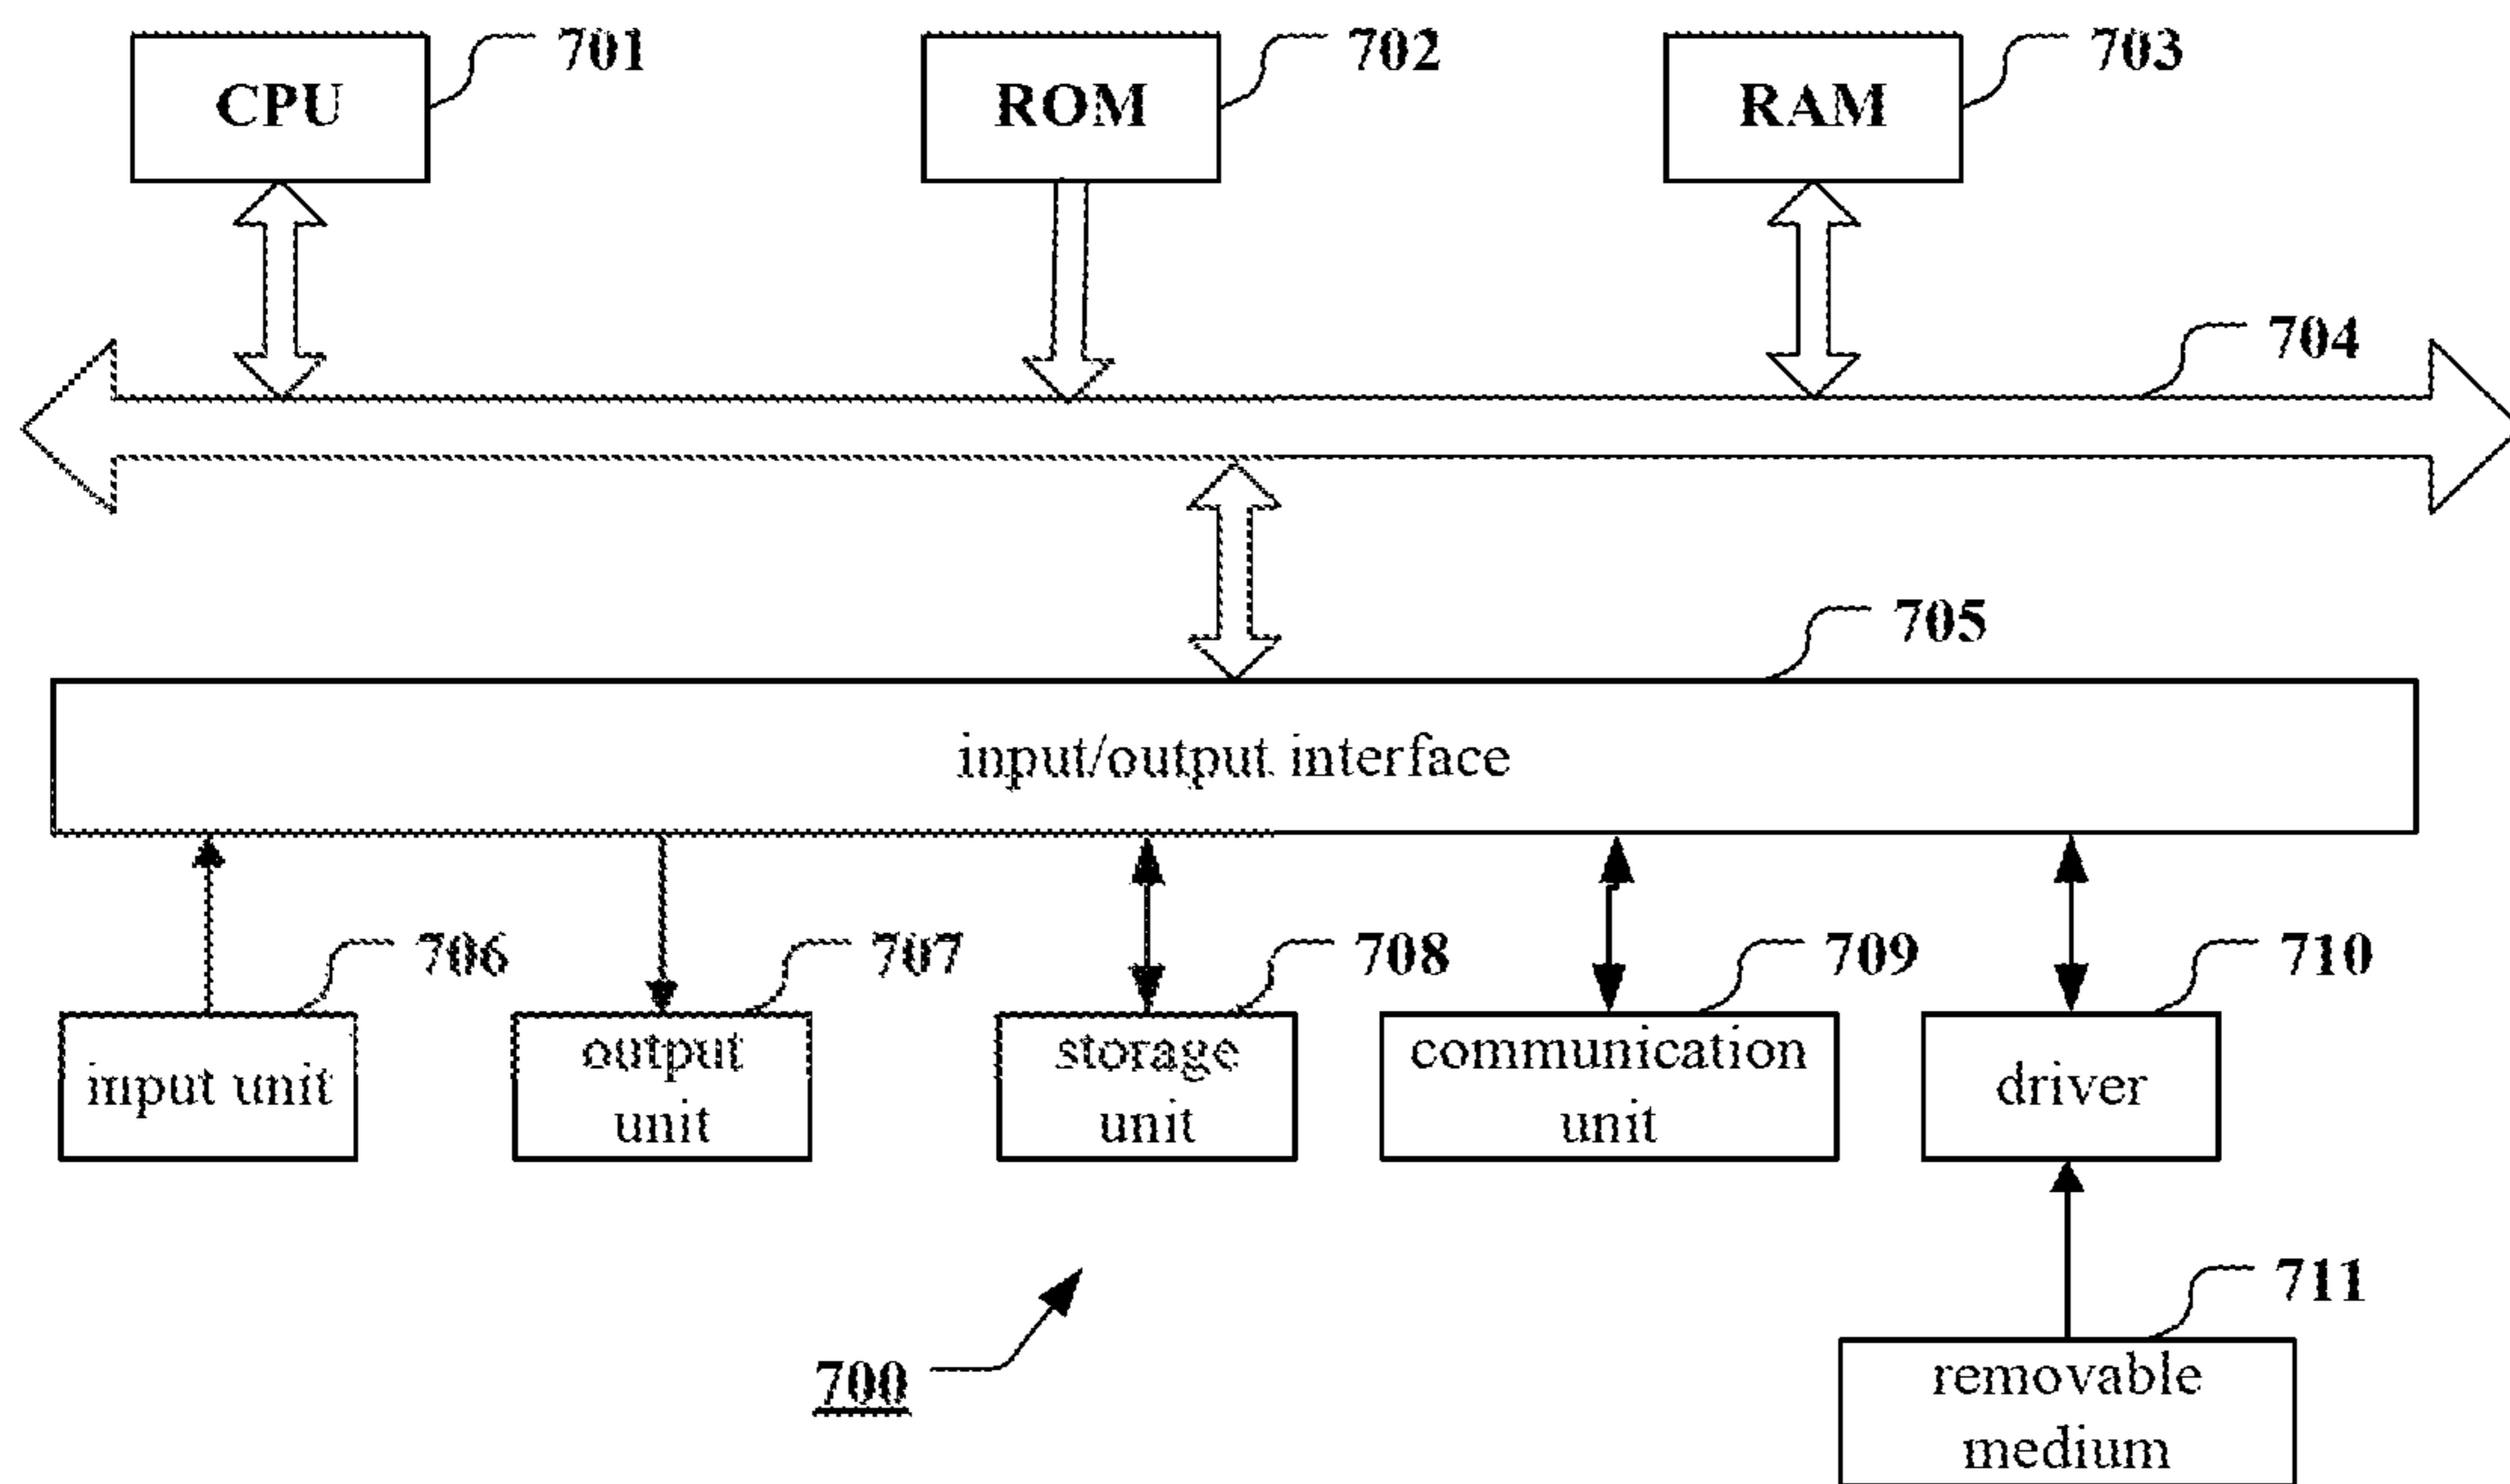 701
702
703
CPU
ROM
RAM
704
705
input/output interface
706
707
708
709
710
input unit
output
unit
storage
unit
communication
unit
driver
711
700
removable
medium